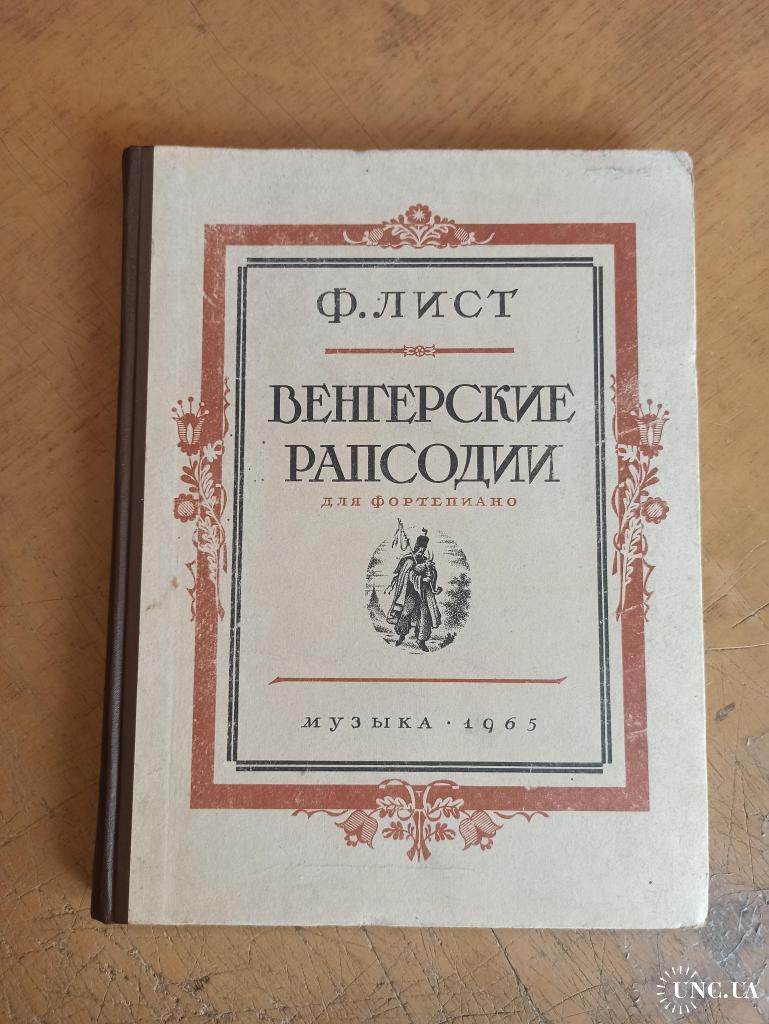 Ф. ЛИСТ
ВЕНГЕРСКИЕ
РАПСОДИИ
ДЛЯ ФОРТЕПИАНО
МУЗЫКА · 1965
UNC.UA